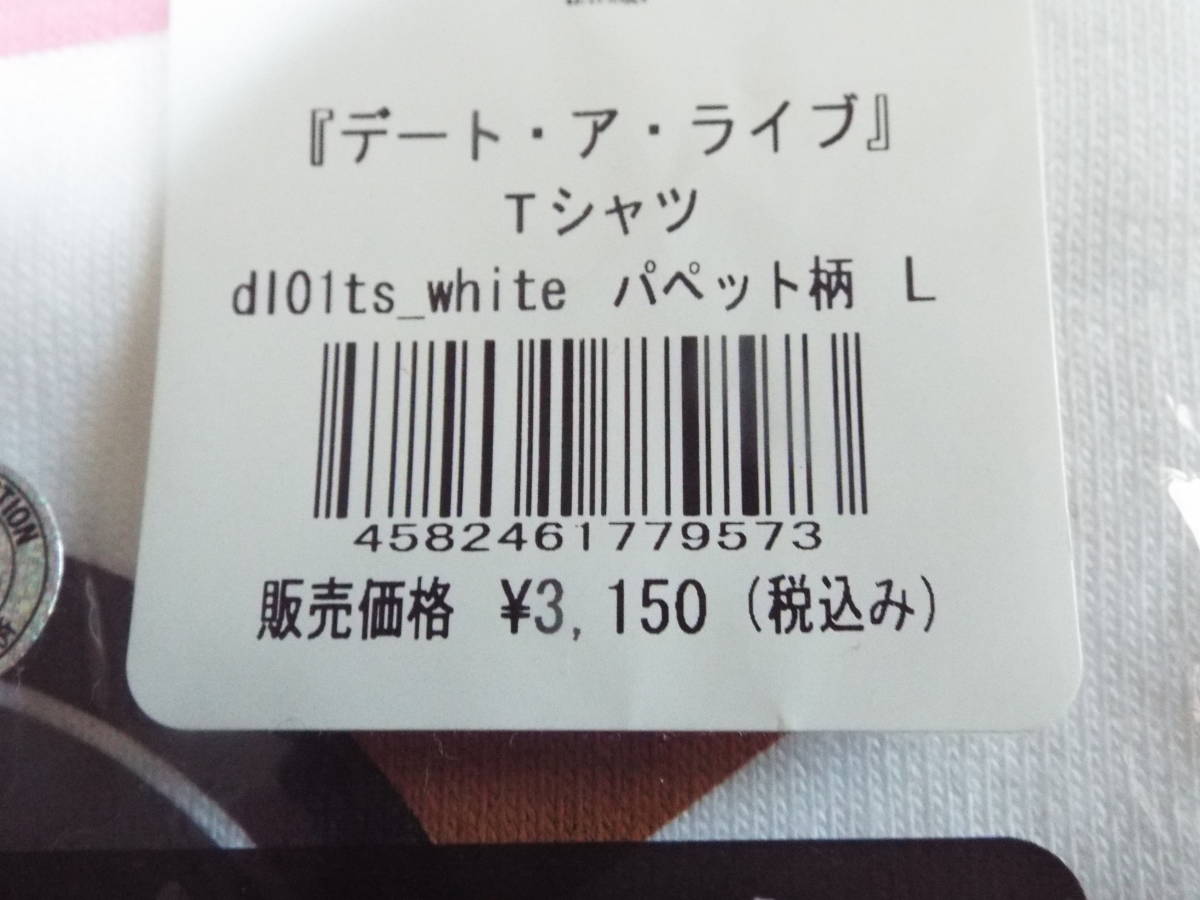 『デート・ア・ライブ』
Tシャツ
dl01ts_white パペット柄 L
4582461779573
販売価格 ¥3,150 (税込み)